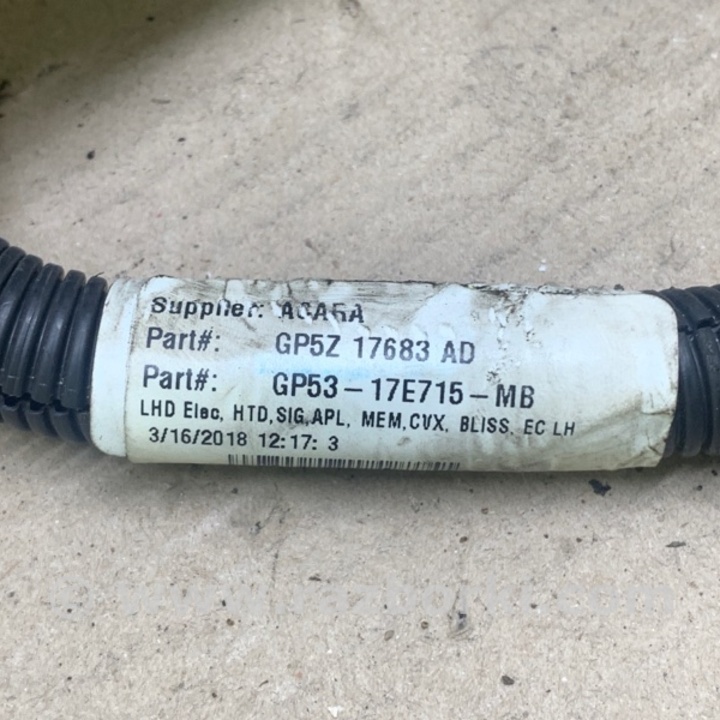 Supplier:
Part#: GP5Z 17683 AD
Part#: GP53-17E715-MB
LHD Elec, HTD,SIG,APL, MEM,CVX, BLISS, EC LH
3/16/2018 12:17: 3